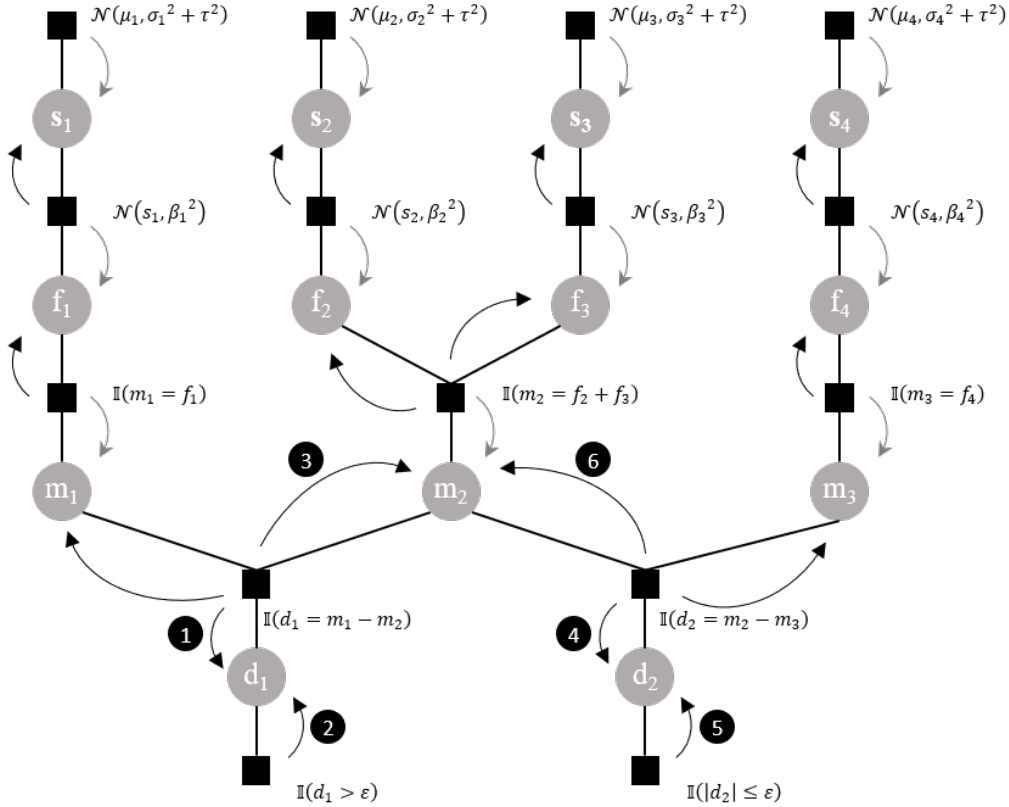 𝒩(μ₁, σ₁² + τ²) 𝒩(μ₂, σ₂² + τ²) 𝒩(μ₃, σ₃² + τ²) 𝒩(μ₄, σ₄² + τ²)
s₁ s₂ s₃ s₄
𝒩(s₁, β₁²) 𝒩(s₂, β₂²) 𝒩(s₃, β₃²) 𝒩(s₄, β₄²)
f₁ f₂ f₃ f₄
𝕀(m₁ = f₁) 𝕀(m₂ = f₂ + f₃) 𝕀(m₃ = f₄)
3 6
m₁ m₂ m₃
𝕀(d₁ = m₁ − m₂) 𝕀(d₂ = m₂ − m₃)
1 4
d₁ d₂
2 5
𝕀(d₁ > ε) 𝕀(|d₂| ≤ ε)